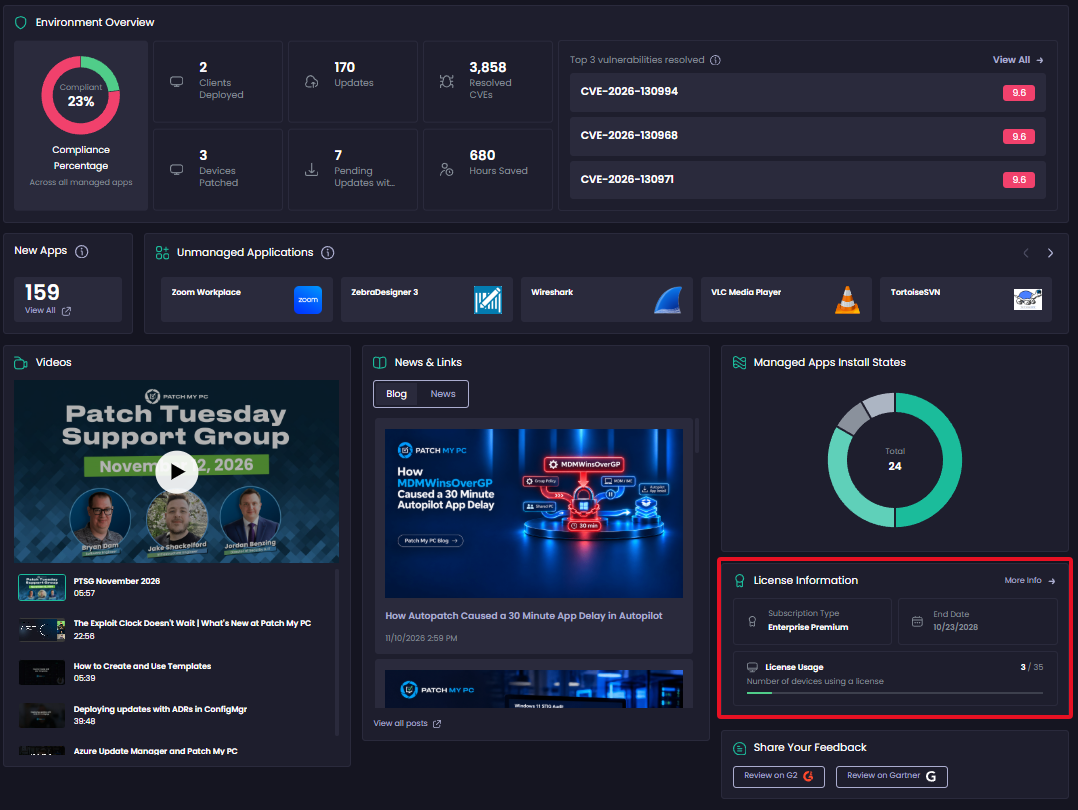 Environment Overview
Compliant
23%
Compliance
Percentage
Across all managed apps
2
Clients
Deployed
170
Updates
3,858
Resolved
CVEs
3
Devices
Patched
7
Pending
Updates wit...
680
Hours Saved
Top 3 vulnerabilities resolved
View All
CVE-2026-130994
9.6
CVE-2026-130968
9.6
CVE-2026-130971
9.6
New Apps
159
View All
Unmanaged Applications
Zoom Workplace
zoom
ZebraDesigner 3
Wireshark
VLC Media Player
TortoiseSVN
Videos
PATCH MY PC
Patch Tuesday
Support Group
2, 2026
Bryan Dam
Jake Shackelford
Jordan Benzing
PTSG November 2026
05:57
The Exploit Clock Doesn't Wait | What's New at Patch My PC
22:56
How to Create and Use Templates
05:39
Deploying updates with ADRs in ConfigMgr
39:48
Azure Update Manager and Patch My PC
News & Links
Blog
News
PATCH MY PC
How
MDMWinsOverGP
Caused a 30 Minute
Autopilot App Delay
Patch My PC Blog
MDMWinsOverGP
Group Policy
Shared PC
30 min
How Autopatch Caused a 30 Minute App Delay in Autopilot
11/10/2026 2:59 PM
PATCH MY PC
Windows 11 STIG Audit
View all posts
Managed Apps Install States
Total
24
License Information
More Info
Subscription Type
Enterprise Premium
End Date
10/23/2028
License Usage
3 / 35
Number of devices using a license
Share Your Feedback
Review on G2
Review on Gartner G